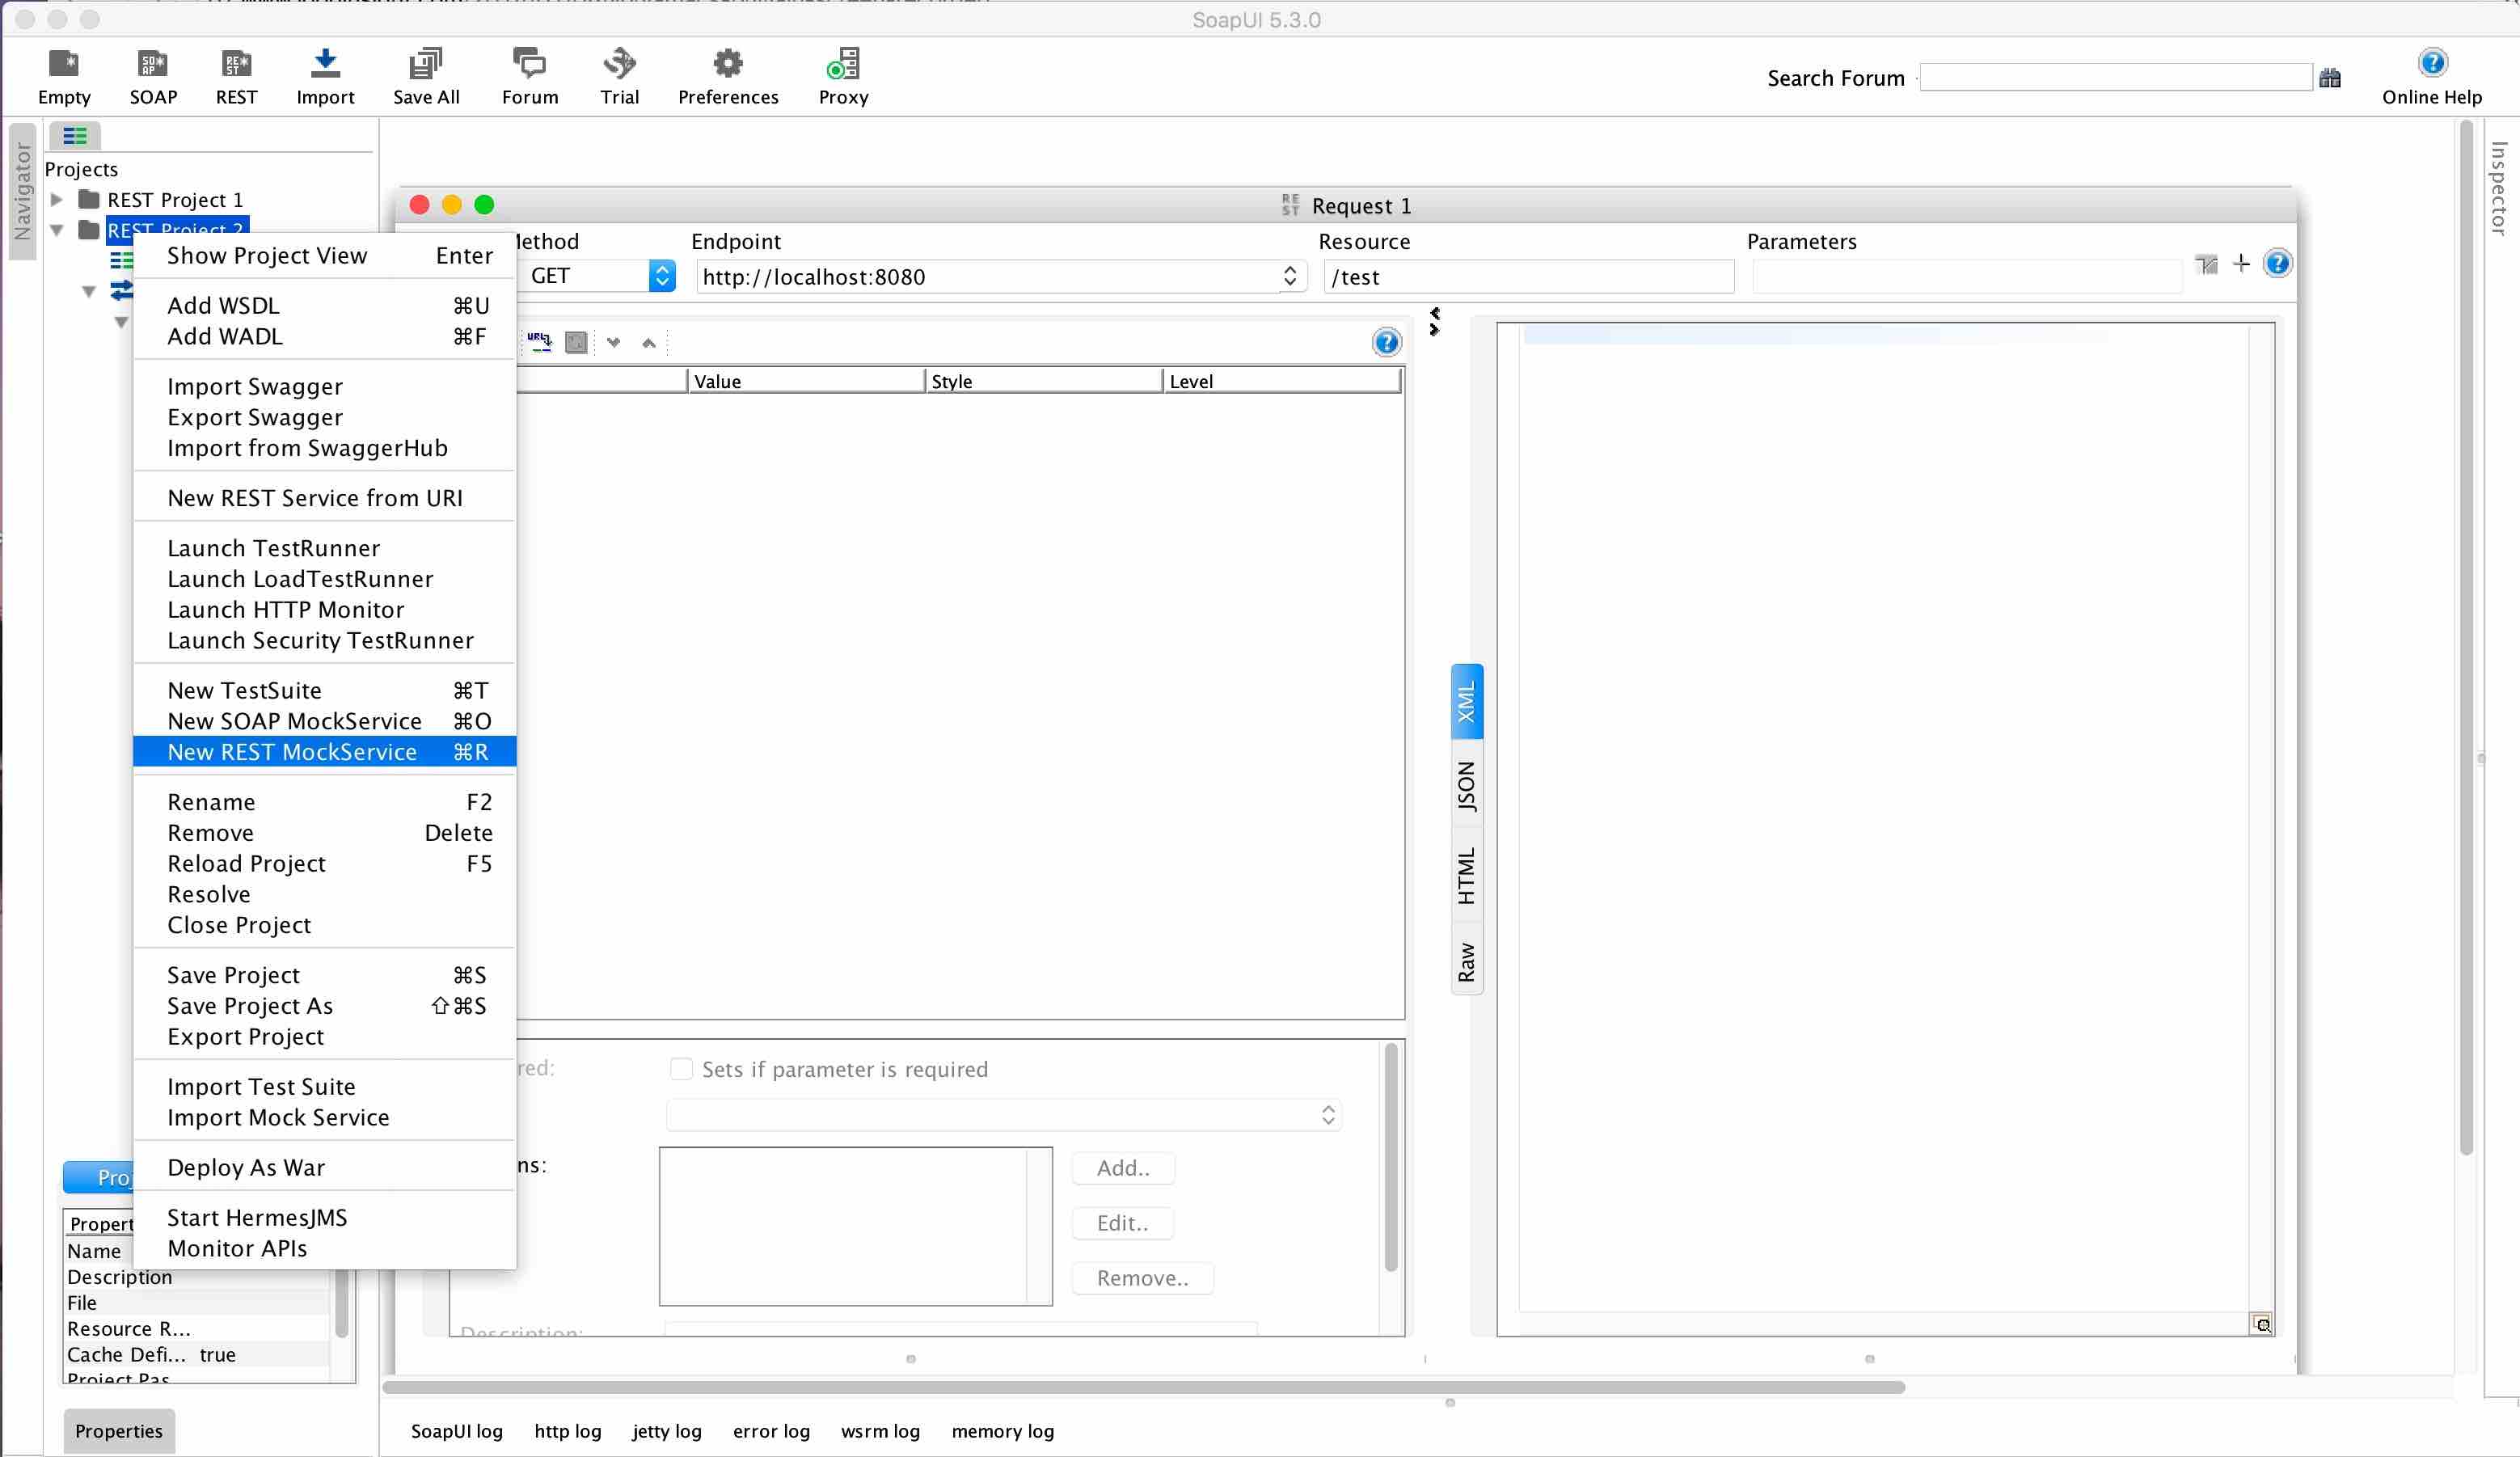 SoapUI 5.3.0
Empty SOAP REST Import Save All Forum Trial Preferences Proxy
Search Forum
Online Help
Navigator
Inspector
Projects
REST Project 1
REST Project 2
Show Project View Enter
Add WSDL ⌘U
Add WADL ⌘F
Import Swagger
Export Swagger
Import from SwaggerHub
New REST Service from URI
Launch TestRunner
Launch LoadTestRunner
Launch HTTP Monitor
Launch Security TestRunner
New TestSuite ⌘T
New SOAP MockService ⌘O
New REST MockService ⌘R
Rename F2
Remove Delete
Reload Project F5
Resolve
Close Project
Save Project ⌘S
Save Project As ⇧⌘S
Export Project
Import Test Suite
Import Mock Service
Deploy As War
Start HermesJMS
Monitor APIs
REST Request 1
Method Endpoint Resource Parameters
GET http://localhost:8080 /test
Value Style Level
XML
JSON
HTML
Raw
red: Sets if parameter is required
ns:
Add..
Edit..
Remove..
Description:
Proj
Propert
Name
Description
File
Resource R...
Cache Defi... true
Project Pas
Properties
SoapUI log http log jetty log error log wsrm log memory log